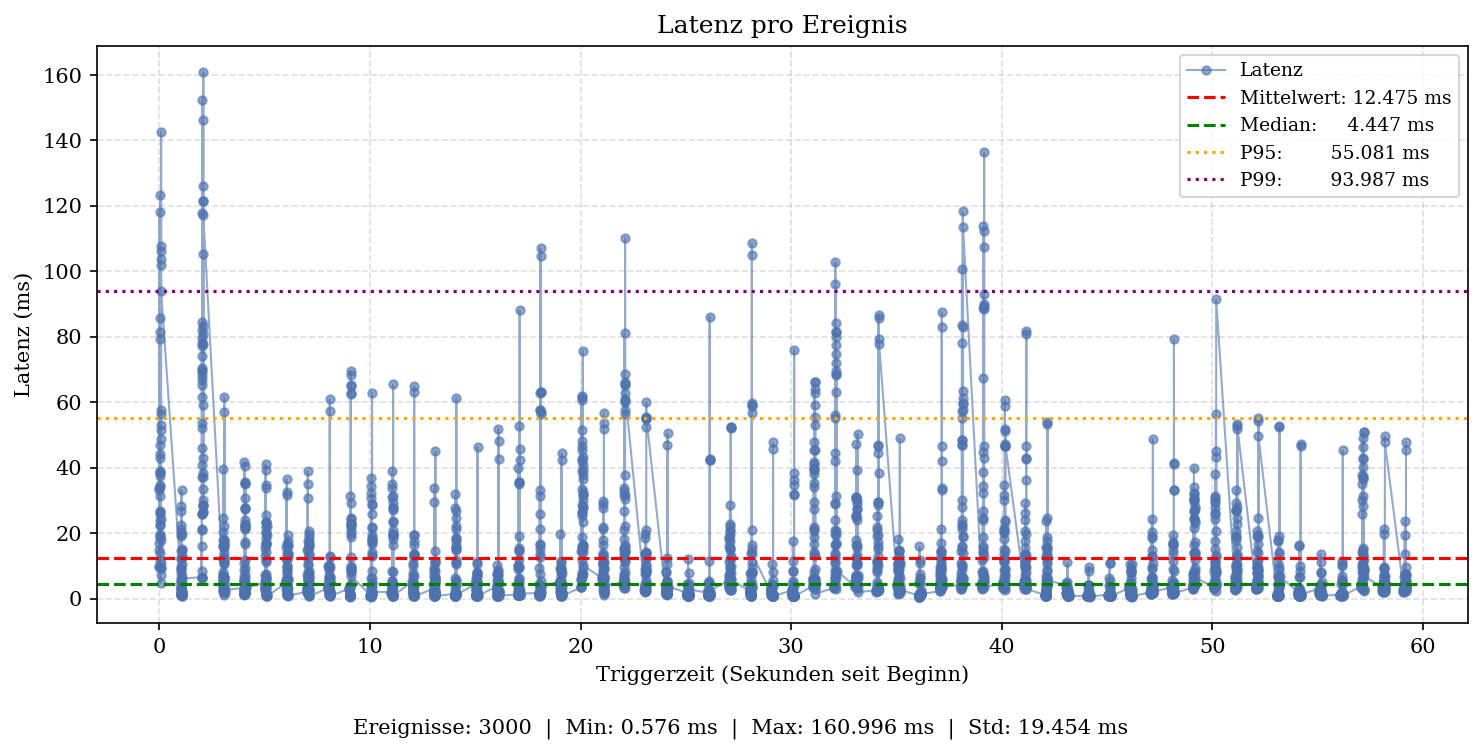 Latenz pro Ereignis
Latenz (ms)
160
140
120
100
80
60
40
20
0
Latenz
Mittelwert: 12.475 ms
Median: 4.447 ms
P95: 55.081 ms
P99: 93.987 ms
0 10 20 30 40 50 60
Triggerzeit (Sekunden seit Beginn)
Ereignisse: 3000 | Min: 0.576 ms | Max: 160.996 ms | Std: 19.454 ms